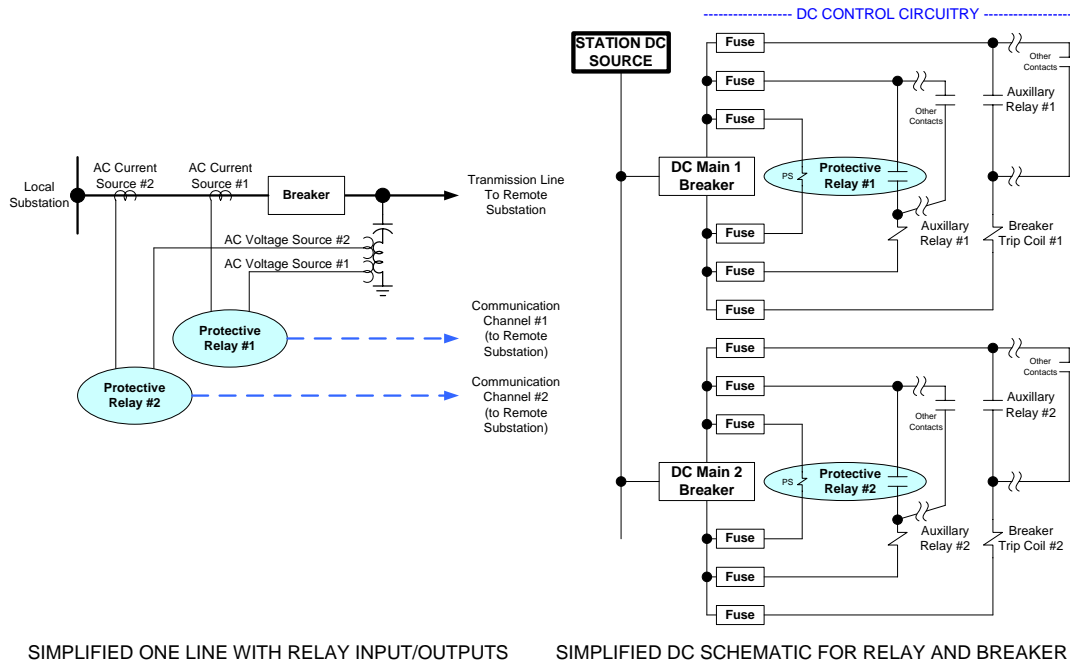 AC Current
Source #2
AC Current
Source #1
Local
Substation
Breaker
Tranmission Line
To Remote
Substation
AC Voltage Source #2
AC Voltage Source #1
Protective
Relay #1
Communication
Channel #1
(to Remote
Substation)
Protective
Relay #2
Communication
Channel #2
(to Remote
Substation)
SIMPLIFIED ONE LINE WITH RELAY INPUT/OUTPUTS
DC CONTROL CIRCUITRY
STATION DC
SOURCE
Fuse
Other
Contacts
Fuse
Other
Contacts
Auxillary
Relay #1
Fuse
DC Main 1
Breaker
PS
Protective
Relay #1
Fuse
Auxillary
Relay #1
Breaker
Trip Coil #1
Fuse
Fuse
Fuse
Other
Contacts
Fuse
Other
Contacts
Auxillary
Relay #2
Fuse
DC Main 2
Breaker
PS
Protective
Relay #2
Fuse
Auxillary
Relay #2
Breaker
Trip Coil #2
Fuse
Fuse
SIMPLIFIED DC SCHEMATIC FOR RELAY AND BREAKER